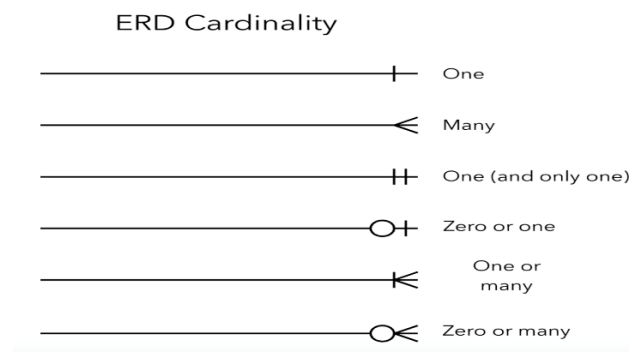 ERD Cardinality
One
Many
One (and only one)
Zero or one
One or
many
Zero or many